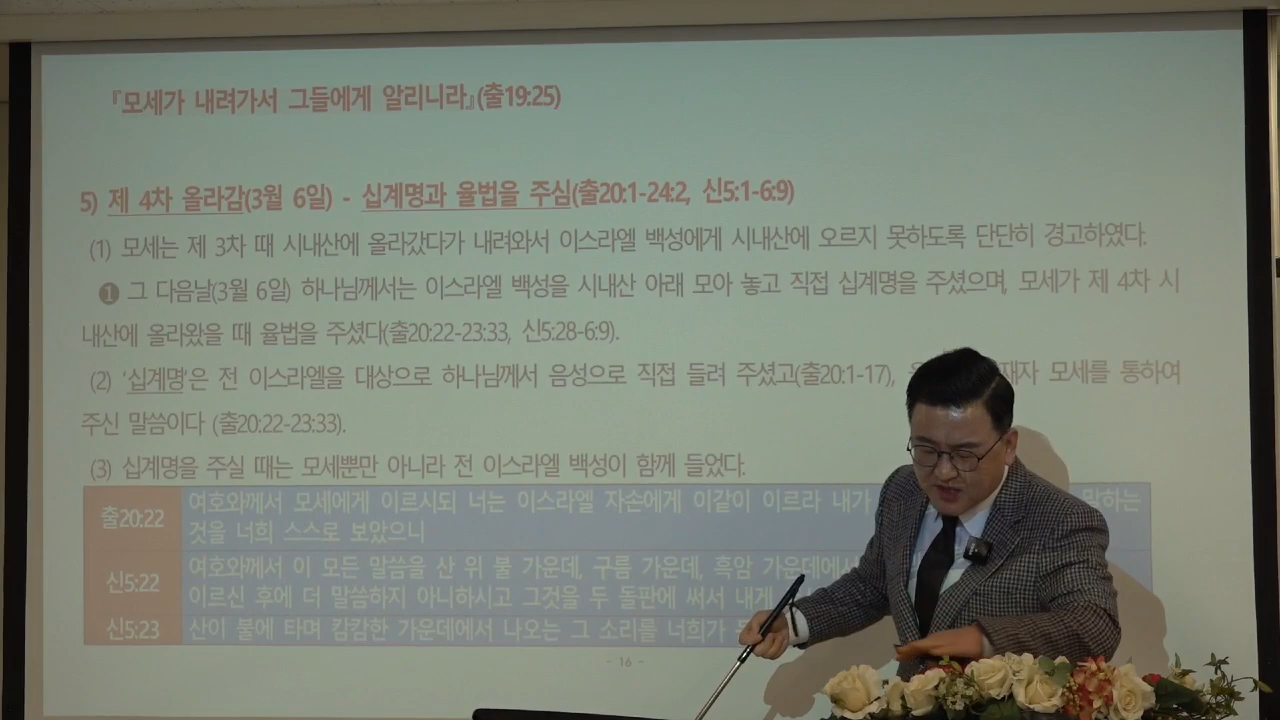 『모세가 내려가서 그들에게 알리니라』(출19:25)
5) 제 4차 올라감(3월 6일) - 십계명과 율법을 주심(출20:1-24:2, 신5:1-6:9)
(1) 모세는 제 3차 때 시내산에 올라갔다가 내려와서 이스라엘 백성에게 시내산에 오르지 못하도록 단단히 경고하였다.
❶ 그 다음날(3월 6일) 하나님께서는 이스라엘 백성을 시내산 아래 모아 놓고 직접 십계명을 주셨으며, 모세가 제 4차 시
내산에 올라왔을 때 율법을 주셨다(출20:22-23:33, 신5:28-6:9).
(2) '십계명'은 전 이스라엘을 대상으로 하나님께서 음성으로 직접 들려 주셨고(출20:1-17), 모세를 통하여
주신 말씀이다 (출20:22-23:33).
(3) 십계명을 주실 때는 모세뿐만 아니라 전 이스라엘 백성이 함께 들었다.
출20:22 여호와께서 모세에게 이르시되 너는 이스라엘 자손에게 이같이 이르라 내가 말하는
것을 너희 스스로 보았으니
신5:22 여호와께서 이 모든 말씀을 산 위 불 가운데, 구름 가운데, 흑암 가운데에서
이르신 후에 더 말씀하지 아니하시고 그것을 두 돌판에 써서 내게
신5:23 산이 불에 타며 캄캄한 가운데에서 나오는 그 소리를 너희가
- 16 -